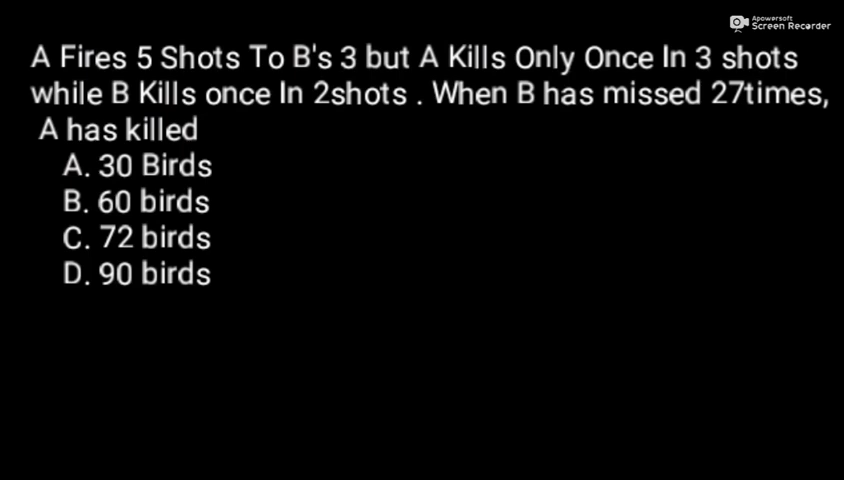 Apowersoft
Screen Recorder
A Fires 5 Shots To B's 3 but A Kills Only Once In 3 shots
while B Kills once In 2shots . When B has missed 27times,
A has killed
A. 30 Birds
B. 60 birds
C. 72 birds
D. 90 birds